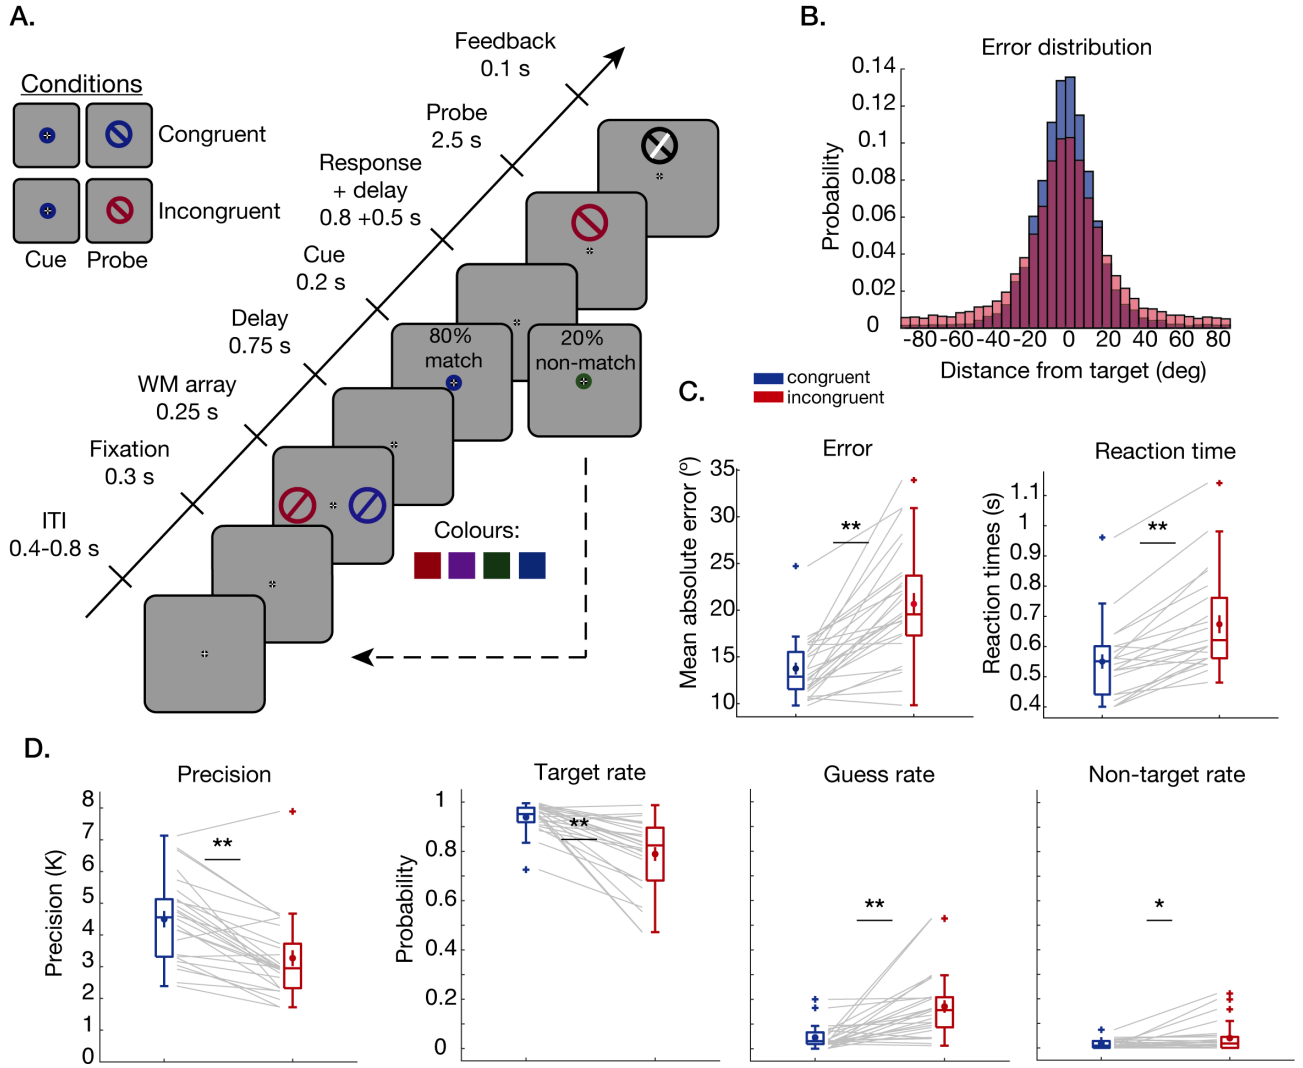 A.
Conditions
Congruent
Incongruent
Cue Probe
Feedback
0.1 s
Probe
2.5 s
Response
+ delay
0.8 +0.5 s
Cue
0.2 s
Delay
0.75 s
WM array
0.25 s
Fixation
0.3 s
ITI
0.4-0.8 s
80%
match
20%
non-match
Colours:
B.
Error distribution
Probability
0.14
0.12
0.1
0.08
0.06
0.04
0.02
0
-80 -60 -40 -20 0 20 40 60 80
Distance from target (deg)
congruent
incongruent
C.
Error
Mean absolute error (º)
35
30
25
20
15
10
**
Reaction time
Reaction times (s)
1.1
1
0.9
0.8
0.7
0.6
0.5
0.4
**
D.
Precision
Precision (K)
8
7
6
5
4
3
2
1
0
**
Target rate
Probability
1
0.8
0.6
0.4
0.2
0
**
Guess rate
**
Non-target rate
*